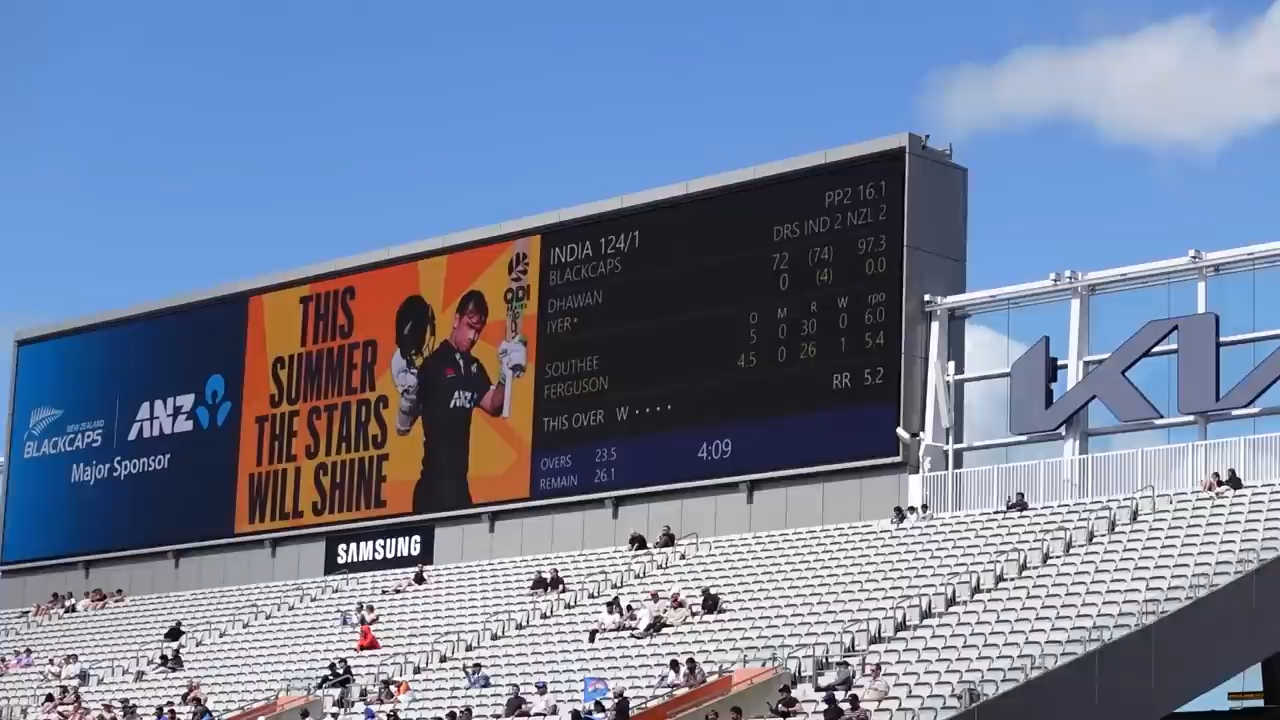 NEW ZEALAND
BLACKCAPS
ANZ
Major Sponsor
THIS
SUMMER
THE STARS
WILL SHINE
ODI
SERIES
ANZ
PP2 16.1
INDIA 124/1 DRS IND 2 NZL 2
BLACKCAPS
DHAWAN 72 (74) 97.3
IYER* 0 (4) 0.0
O M R W rpo
SOUTHEE 5 0 30 0 6.0
FERGUSON 4.5 0 26 1 5.4
THIS OVER W • • • • RR 5.2
OVERS 23.5 4:09
REMAIN 26.1
SAMSUNG